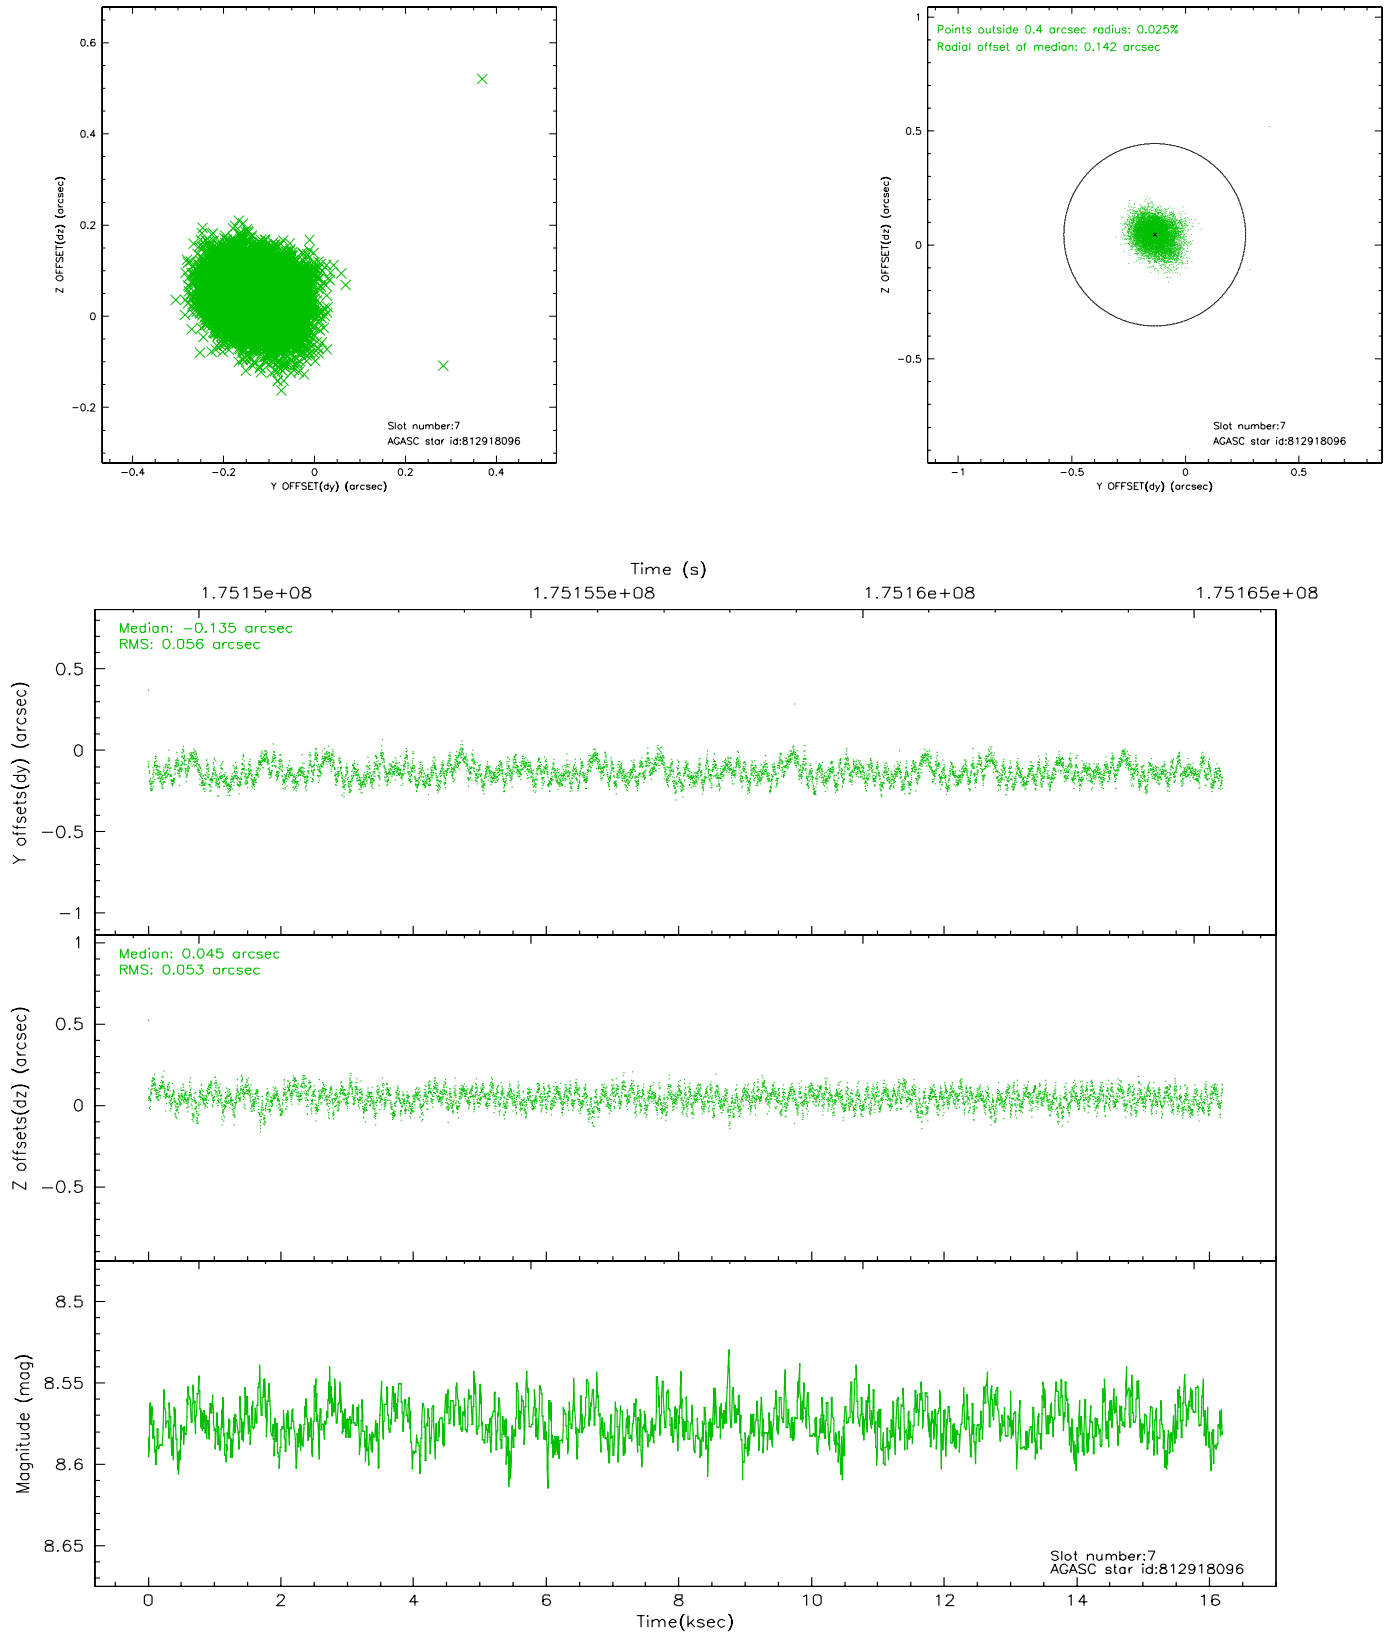 0.6
0.4
0.2
0
−0.2
Z OFFSET(dz) (arcsec)
Slot number:7
AGASC star id:812918096
−0.4 −0.2 0 0.2 0.4
Y OFFSET(dy) (arcsec)
Points outside 0.4 arcsec radius: 0.025%
Radial offset of median: 0.142 arcsec
1
0.5
0
−0.5
Z OFFSET(dz) (arcsec)
Slot number:7
AGASC star id:812918096
−1 −0.5 0 0.5
Y OFFSET(dy) (arcsec)
Time (s)
1.7515e+08 1.75155e+08 1.7516e+08 1.75165e+08
Median: −0.135 arcsec
RMS: 0.056 arcsec
0.5
0
−0.5
−1
Y offsets(dy) (arcsec)
Median: 0.045 arcsec
RMS: 0.053 arcsec
1
0.5
0
−0.5
Z offsets(dz) (arcsec)
8.5
8.55
8.6
8.65
Magnitude (mag)
Slot number:7
AGASC star id:812918096
0 2 4 6 8 10 12 14 16
Time(ksec)